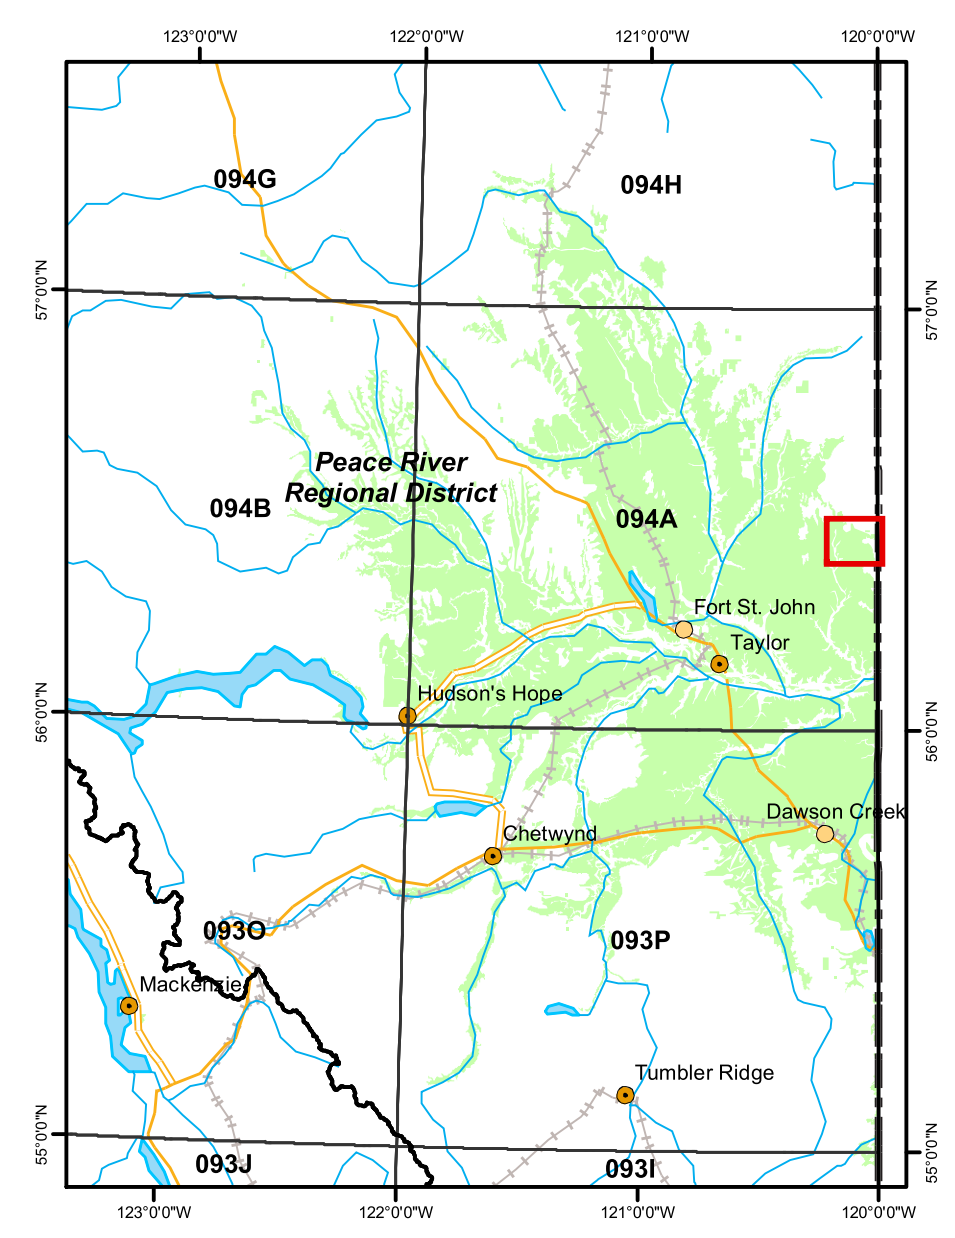 123°0'0"W
122°0'0"W
121°0'0"W
120°0'0"W
094G
094H
57°0'0"N
57°0'0"N
Peace River
Regional District
094B
094A
Fort St. John
Taylor
Hudson's Hope
56°0'0"N
56°0'0"N
Dawson Creek
Chetwynd
093O
093P
Mackenzie
Tumbler Ridge
55°0'0"N
55°0'0"N
093J
093I
123°0'0"W
122°0'0"W
121°0'0"W
120°0'0"W